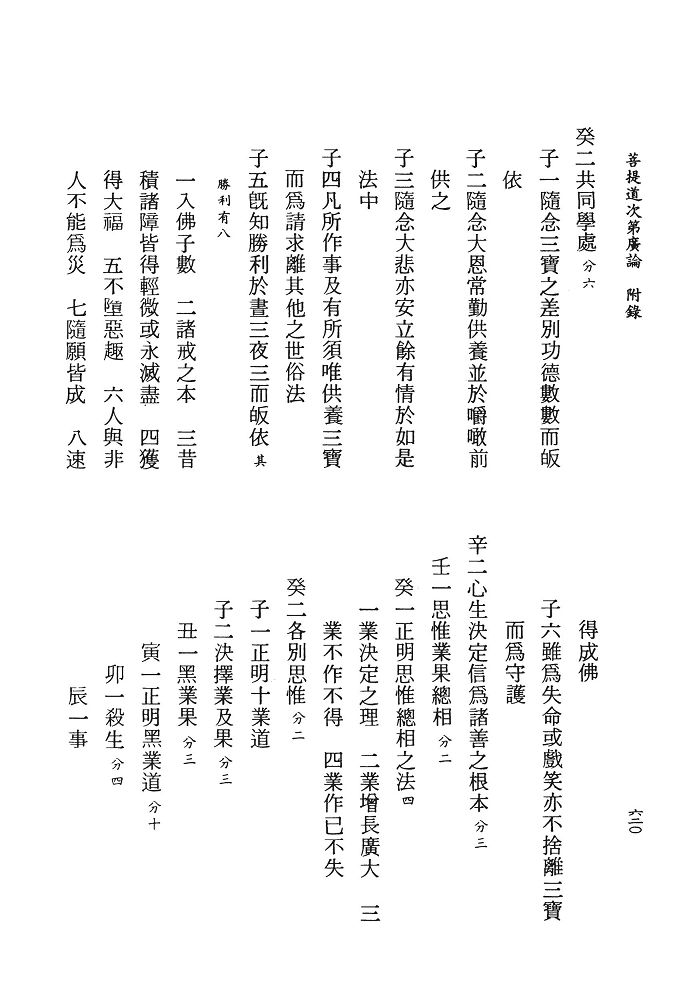 菩提道次第廣論　附錄
癸二共同學處 分六
子一隨念三寶之差別功德數數而皈
依
子二隨念大恩常勤供養並於嚼噉前
供之
子三隨念大悲亦安立餘有情於如是
法中
子四凡所作事及有所須唯供養三寶
而爲請求離其他之世俗法
子五旣知勝利於晝三夜三而皈依 其
勝利有八
一入佛子數　二諸戒之本　三昔
積諸障皆得輕微或永滅盡　四獲
得大福　五不墮惡趣　六人與非
人不能爲災　七隨願皆成　八速
得成佛
子六雖爲失命或戲笑亦不捨離三寶
而爲守護
辛二心生決定信爲諸善之根本 分三
壬一思惟業果總相 分二
癸一正明思惟總相之法 四
一業決定之理　二業增長廣大　三
業不作不得　四業作已不失
癸二各別思惟 分二
子一正明十業道
子二決擇業及果 分三
丑一黑業果 分三
寅一正明黑業道 分十
卯一殺生 分四
辰一事
六三〇